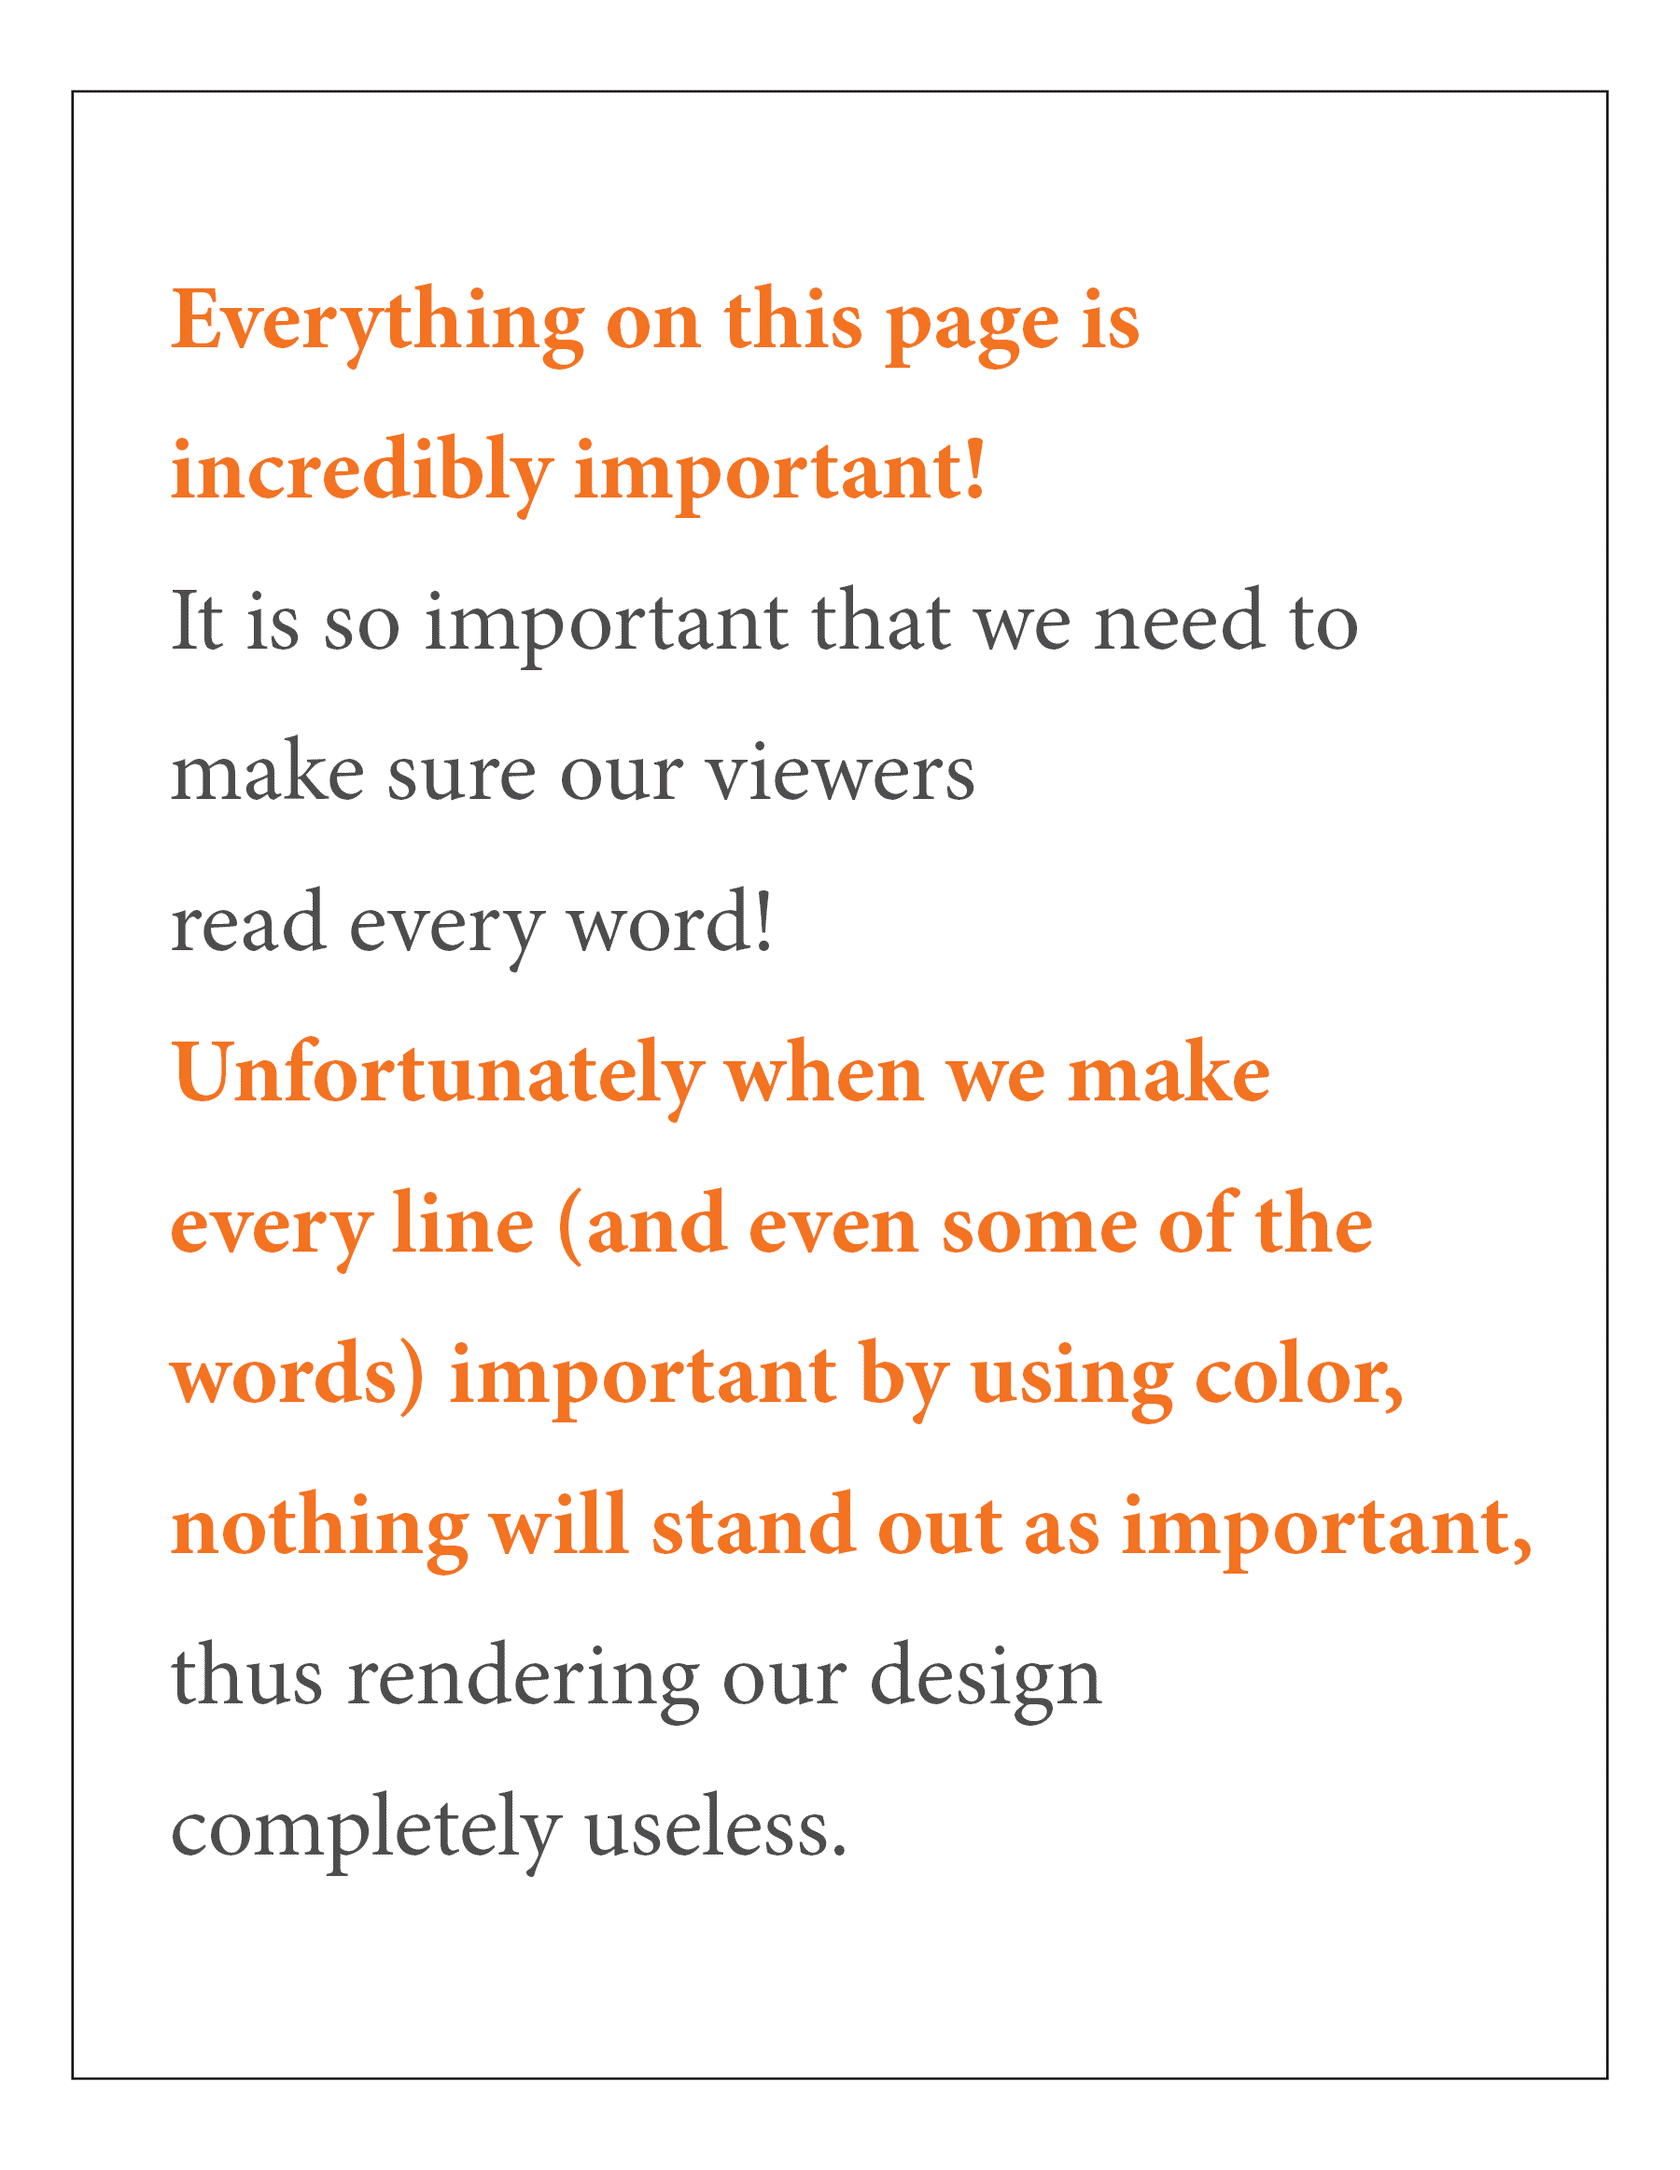 Everything on this page is
incredibly important!
It is so important that we need to
make sure our viewers
read every word!
Unfortunately when we make
every line (and even some of the
words) important by using color,
nothing will stand out as important,
thus rendering our design
completely useless.